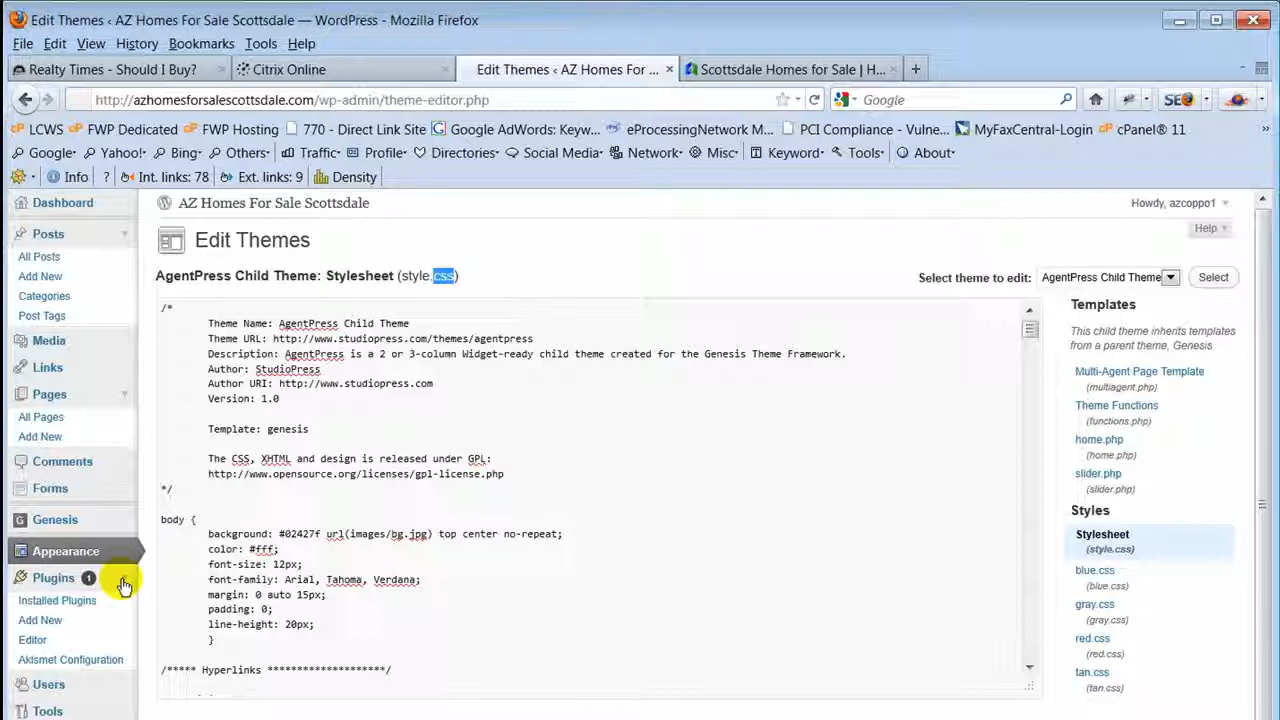 Edit Themes ‹ AZ Homes For Sale Scottsdale — WordPress - Mozilla Firefox
File Edit View History Bookmarks Tools Help
Realty Times - Should I Buy?
Citrix Online
Edit Themes ‹ AZ Homes For ...
Scottsdale Homes for Sale | H...
http://azhomesforsalescottsdale.com/wp-admin/theme-editor.php
Google
SEO
LCWS FWP Dedicated FWP Hosting 770 - Direct Link Site Google AdWords: Keyw... eProcessingNetwork M... PCI Compliance - Vulne... MyFaxCentral-Login cPanel® 11 »
Google Yahoo! Bing Others Traffic Profile Directories Social Media Network Misc Keyword Tools About
Info ? Int. links: 78 Ext. links: 9 Density
Dashboard
Posts
All Posts
Add New
Categories
Post Tags
Media
Links
Pages
All Pages
Add New
Comments
Forms
Genesis
Appearance
Plugins 1
Installed Plugins
Add New
Editor
Akismet Configuration
Users
Tools
AZ Homes For Sale Scottsdale
Howdy, azcoppo1
Help
Edit Themes
AgentPress Child Theme: Stylesheet (style.css)
Select theme to edit: AgentPress Child Theme Select
/*
Theme Name: AgentPress Child Theme
Theme URL: http://www.studiopress.com/themes/agentpress
Description: AgentPress is a 2 or 3-column Widget-ready child theme created for the Genesis Theme Framework.
Author: StudioPress
Author URI: http://www.studiopress.com
Version: 1.0
Template: genesis
The CSS, XHTML and design is released under GPL:
http://www.opensource.org/licenses/gpl-license.php
*/
body {
background: #02427f url(images/bg.jpg) top center no-repeat;
color: #fff;
font-size: 12px;
font-family: Arial, Tahoma, Verdana;
margin: 0 auto 15px;
padding: 0;
line-height: 20px;
}
/***** Hyperlinks ********************/
Templates
This child theme inherits templates
from a parent theme, Genesis.
Multi-Agent Page Template
(multiagent.php)
Theme Functions
(functions.php)
home.php
(home.php)
slider.php
(slider.php)
Styles
Stylesheet
(style.css)
blue.css
(blue.css)
gray.css
(gray.css)
red.css
(red.css)
tan.css
(tan.css)